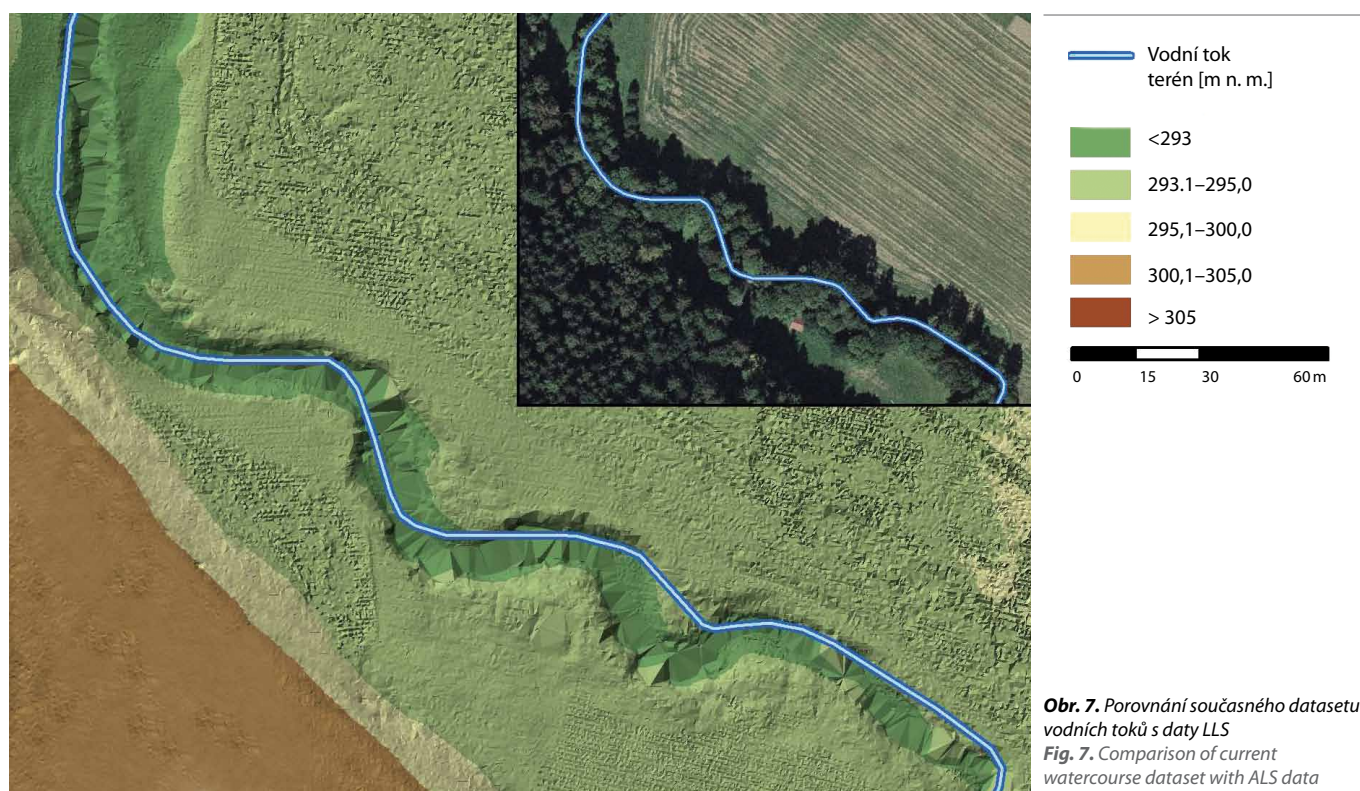 Vodní tok
terén [m n. m.]
<293
293.1–295,0
295,1–300,0
300,1–305,0
> 305
0 15 30 60 m
Obr. 7. Porovnání současného datasetu
vodních toků s daty LLS
Fig. 7. Comparison of current
watercourse dataset with ALS data